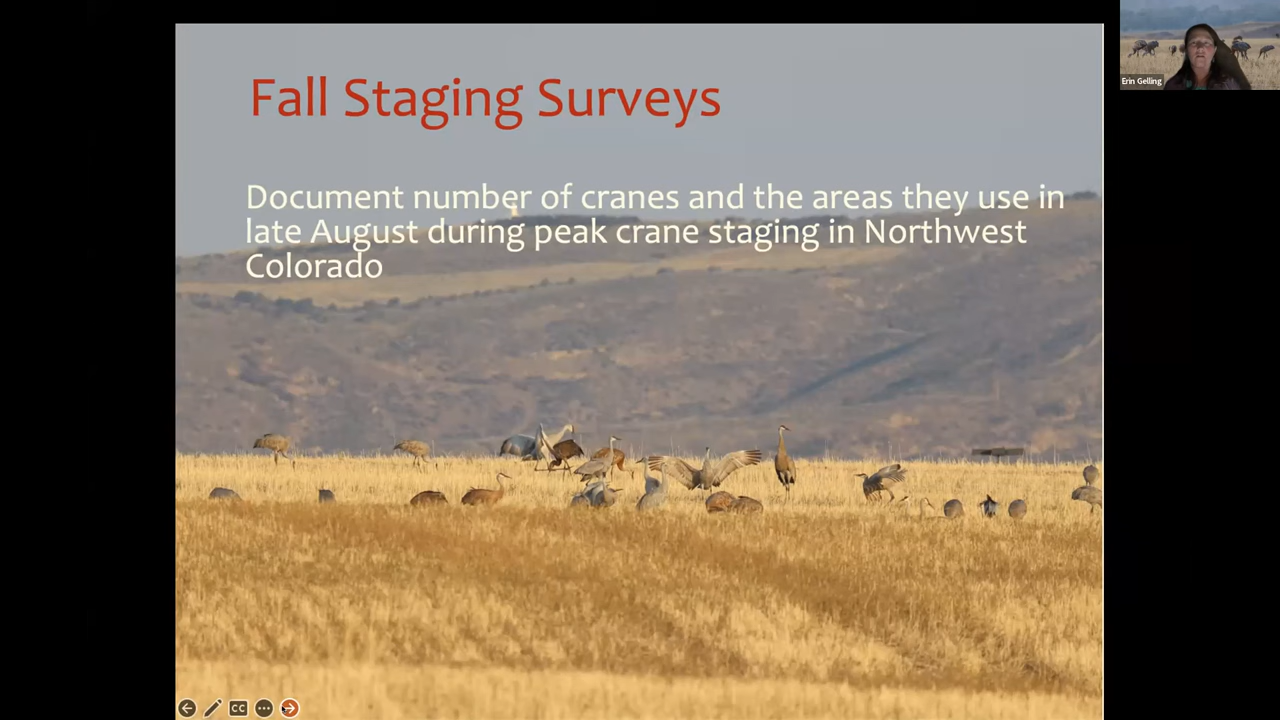 Fall Staging Surveys
Document number of cranes and the areas they use in
late August during peak crane staging in Northwest
Colorado
Erin Gelling
CC